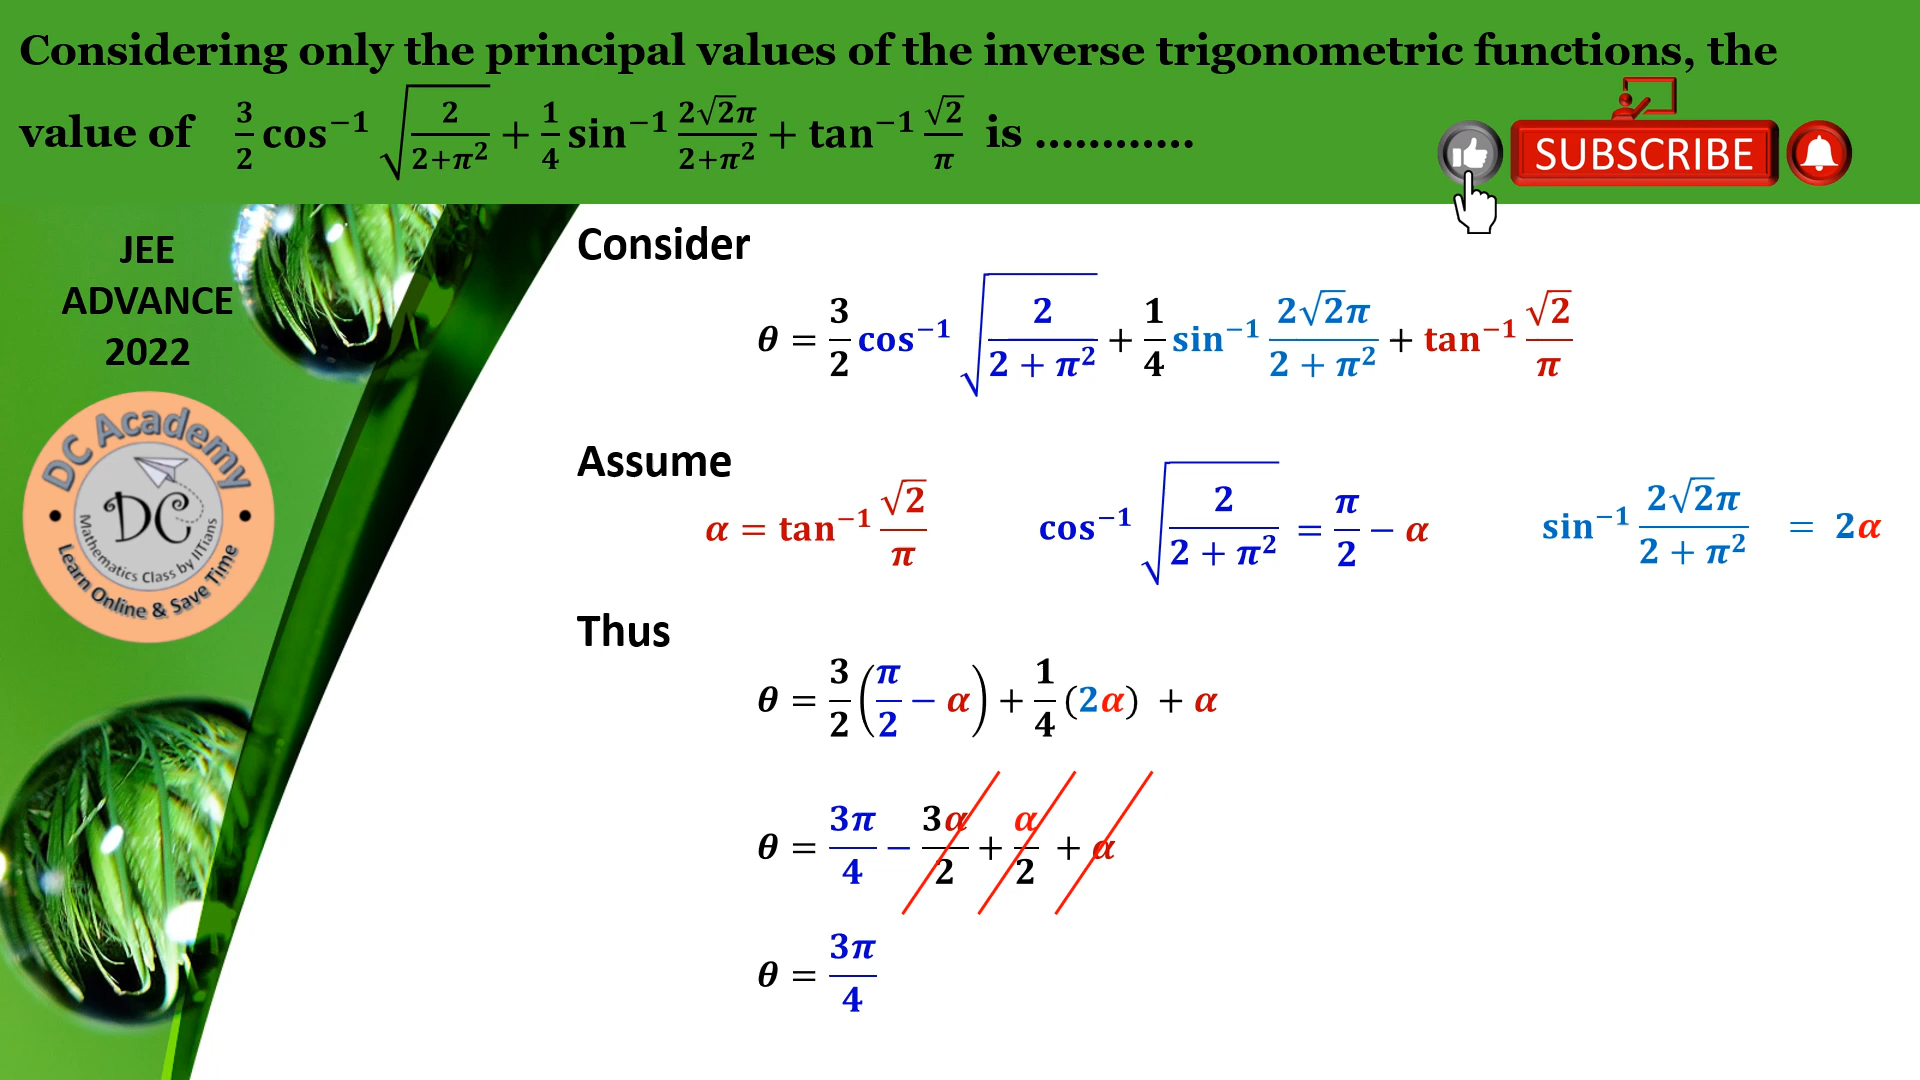 Considering only the principal values of the inverse trigonometric functions, the
value of 3/2 cos⁻¹ √(2/(2+π²)) + 1/4 sin⁻¹ (2√2π)/(2+π²) + tan⁻¹ √2/π is ............
SUBSCRIBE
JEE
ADVANCE
2022
DC Academy
DC
Mathematics Class by IITians
Learn Online & Save Time
Consider
θ = 3/2 cos⁻¹ √(2/(2 + π²)) + 1/4 sin⁻¹ (2√2π)/(2 + π²) + tan⁻¹ √2/π
Assume
α = tan⁻¹ √2/π
cos⁻¹ √(2/(2 + π²)) = π/2 − α
sin⁻¹ (2√2π)/(2 + π²) = 2α
Thus
θ = 3/2 (π/2 − α) + 1/4 (2α) + α
θ = 3π/4 − 3α/2 + α/2 + α
θ = 3π/4